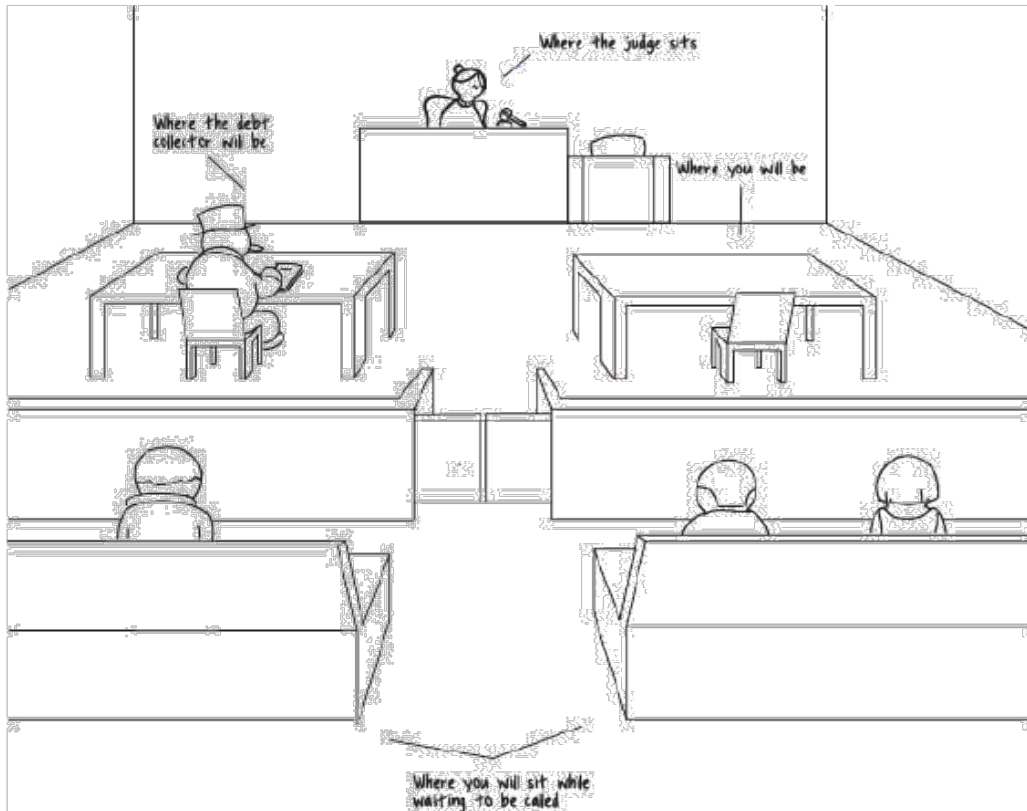 Where the judge sits
Where the debt
collector will be
Where you will be
Where you will sit while
waiting to be called